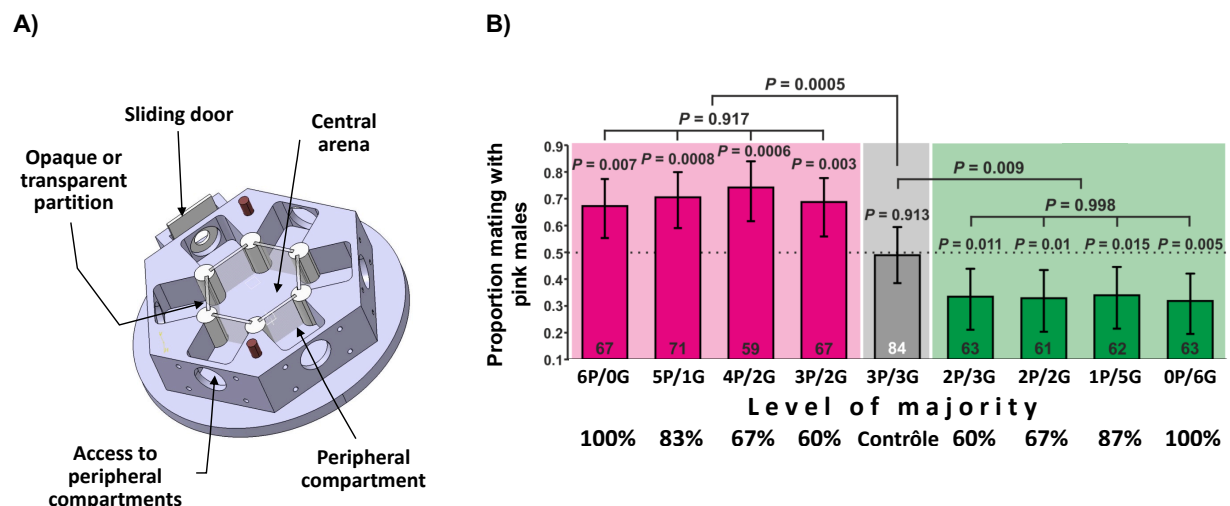 A)
Sliding door
Central
arena
Opaque or
transparent
partition
Access to
peripheral
compartments
Peripheral
compartment
B)
P = 0.0005
P = 0.917
P = 0.009
P = 0.998
P = 0.007
P = 0.0008
P = 0.0006
P = 0.003
P = 0.913
P = 0.011
P = 0.01
P = 0.015
P = 0.005
Proportion mating with
pink males
0.9
0.8
0.7
0.6
0.5
0.4
0.3
0.2
0.1
67 71 59 67 84 63 61 62 63
6P/0G 5P/1G 4P/2G 3P/2G 3P/3G 2P/3G 2P/2G 1P/5G 0P/6G
Level of majority
100% 83% 67% 60% Contrôle 60% 67% 87% 100%